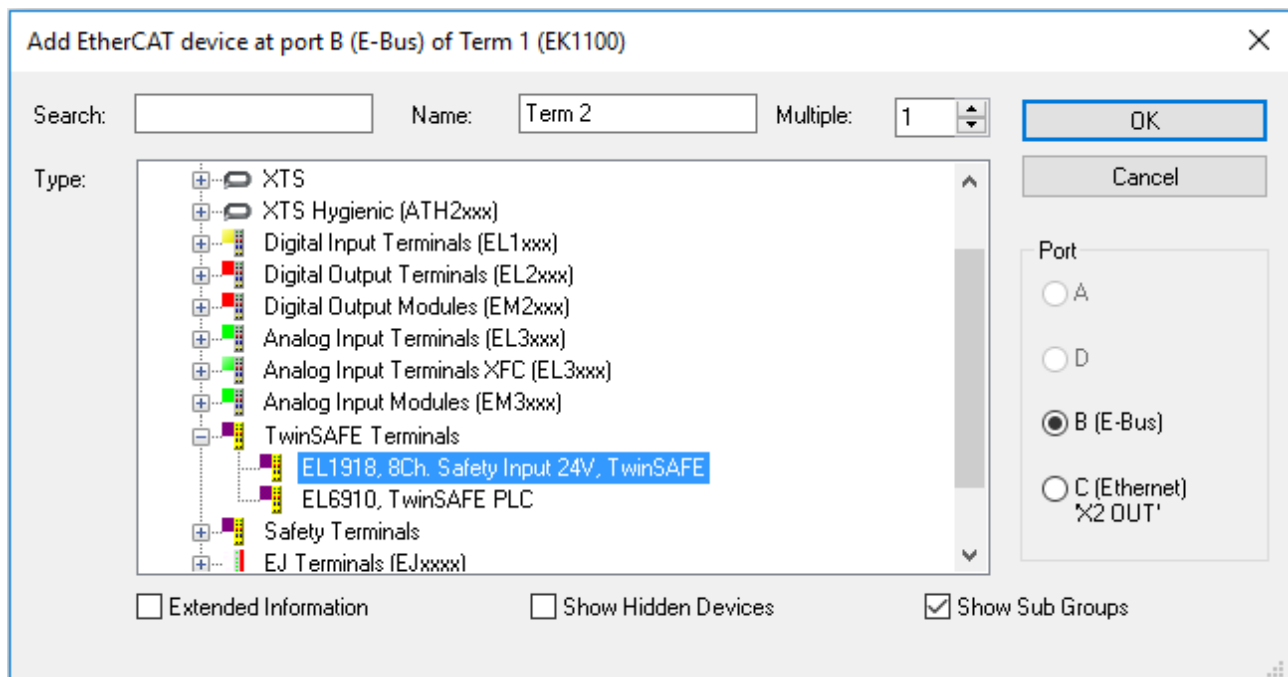 Add EtherCAT device at port B (E-Bus) of Term 1 (EK1100)
Search:
Name:
Term 2
Multiple:
1
OK
Cancel
Type:
XTS
XTS Hygienic (ATH2xxx)
Digital Input Terminals (EL1xxx)
Digital Output Terminals (EL2xxx)
Digital Output Modules (EM2xxx)
Analog Input Terminals (EL3xxx)
Analog Input Terminals XFC (EL3xxx)
Analog Input Modules (EM3xxx)
TwinSAFE Terminals
EL1918, 8Ch. Safety Input 24V, TwinSAFE
EL6910, TwinSAFE PLC
Safety Terminals
EJ Terminals (EJxxxx)
Port
A
D
B (E-Bus)
C (Ethernet)
'X2 OUT'
Extended Information
Show Hidden Devices
Show Sub Groups